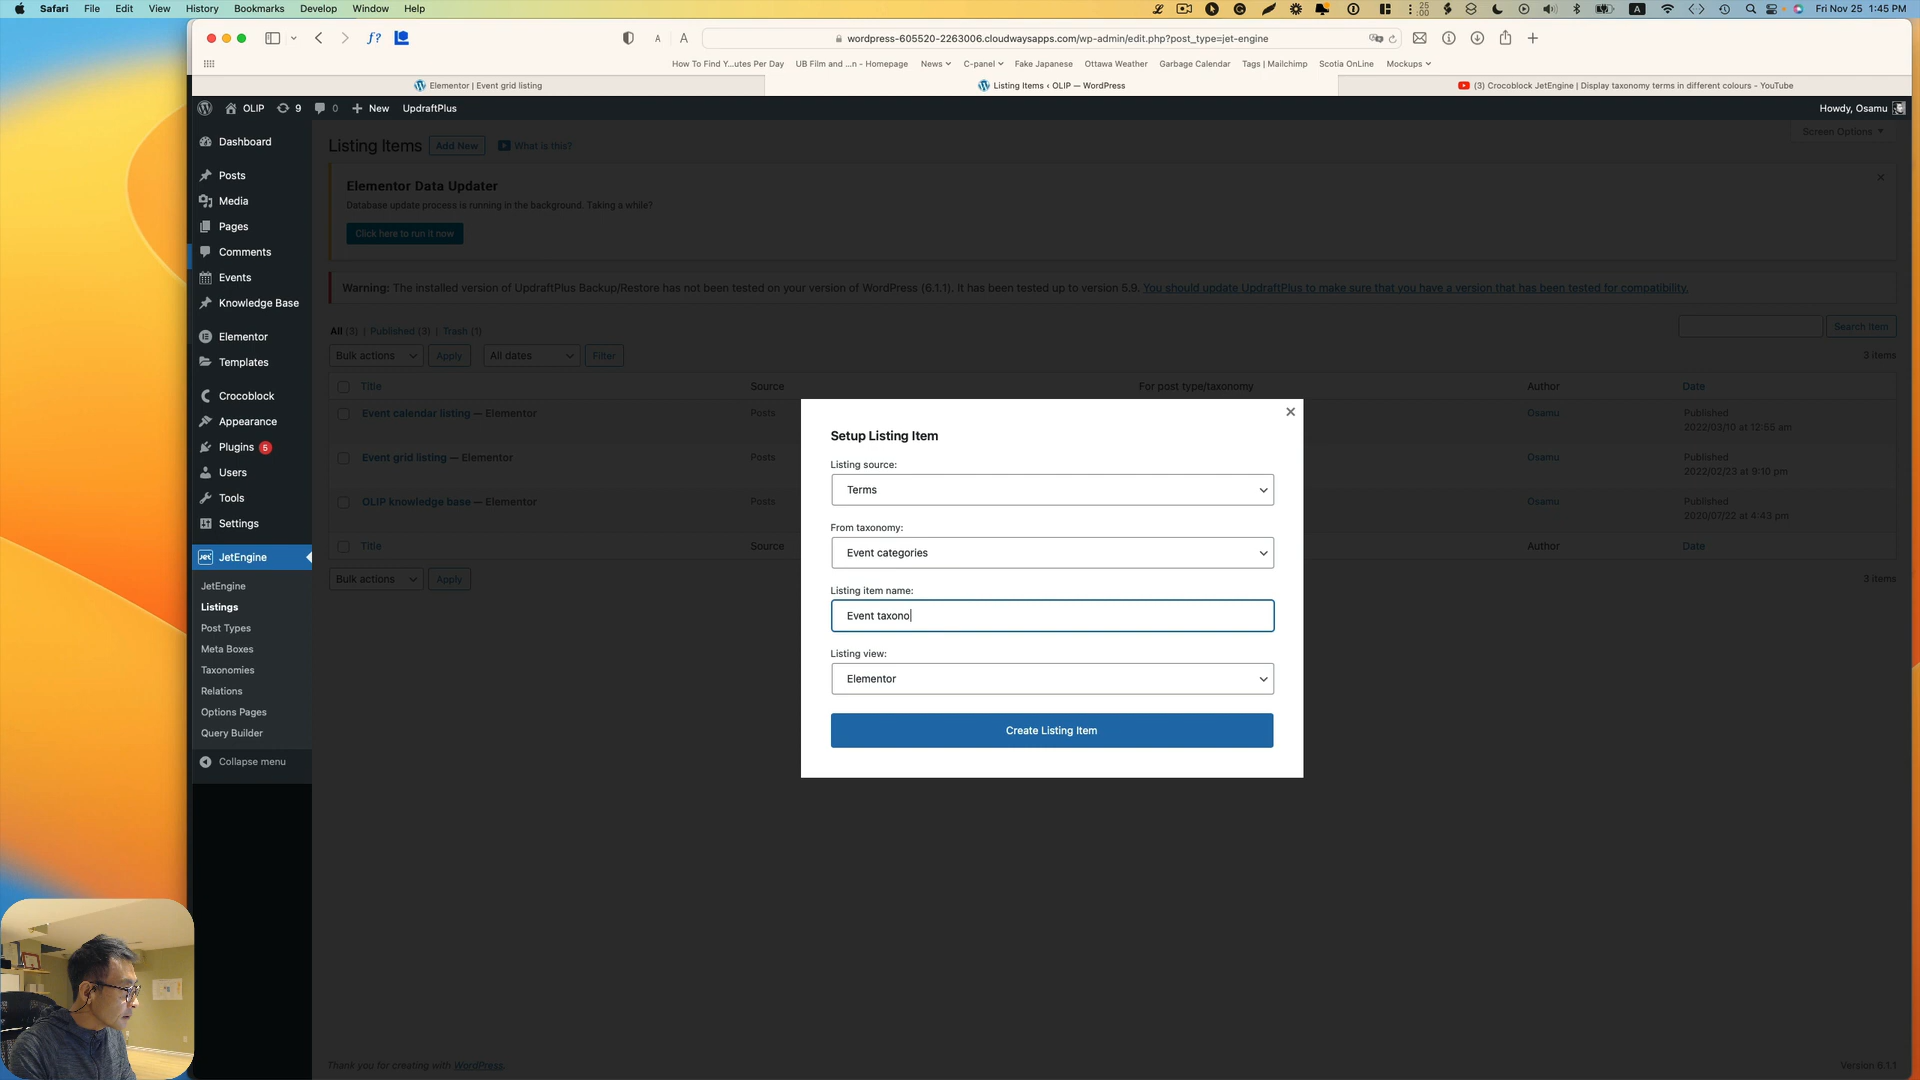 Safari File Edit View History Bookmarks Develop Window Help
25
:00
A
Fri Nov 25 1:45 PM
f?
A A
wordpress-605520-2263006.cloudwaysapps.com/wp-admin/edit.php?post_type=jet-engine
How To Find Y...utes Per Day UB Film and ...n - Homepage News C-panel Fake Japanese Ottawa Weather Garbage Calendar Tags | Mailchimp Scotia OnLine Mockups
Elementor | Event grid listing
Listing Items ‹ OLIP — WordPress
(3) Crocoblock JetEngine | Display taxonomy terms in different colours - YouTube
OLIP 9 0 New UpdraftPlus
Howdy, Osamu
Dashboard
Posts
Media
Pages
Comments
Events
Knowledge Base
Elementor
Templates
Crocoblock
Appearance
Plugins 5
Users
Tools
Settings
JetEngine
JetEngine
Listings
Post Types
Meta Boxes
Taxonomies
Relations
Options Pages
Query Builder
Collapse menu
Screen Options
Listing Items Add New What is this?
Elementor Data Updater
Database update process is running in the background. Taking a while?
Click here to run it now
Warning: The installed version of UpdraftPlus Backup/Restore has not been tested on your version of WordPress (6.1.1). It has been tested up to version 5.9. You should update UpdraftPlus to make sure that you have a version that has been tested for compatibility.
All (3) | Published (3) | Trash (1)
Search Item
Bulk actions Apply All dates Filter
3 items
Title Source For post type/taxonomy Author Date
Event calendar listing — Elementor Posts Osamu Published
2022/03/10 at 12:55 am
Event grid listing — Elementor Posts Osamu Published
2022/02/23 at 9:10 pm
OLIP knowledge base — Elementor Posts Osamu Published
2020/07/22 at 4:43 pm
Title Source Author Date
Bulk actions Apply
3 items
Setup Listing Item
Listing source:
Terms
From taxonomy:
Event categories
Listing item name:
Event taxono
Listing view:
Elementor
Create Listing Item
Thank you for creating with WordPress.
Version 6.1.1